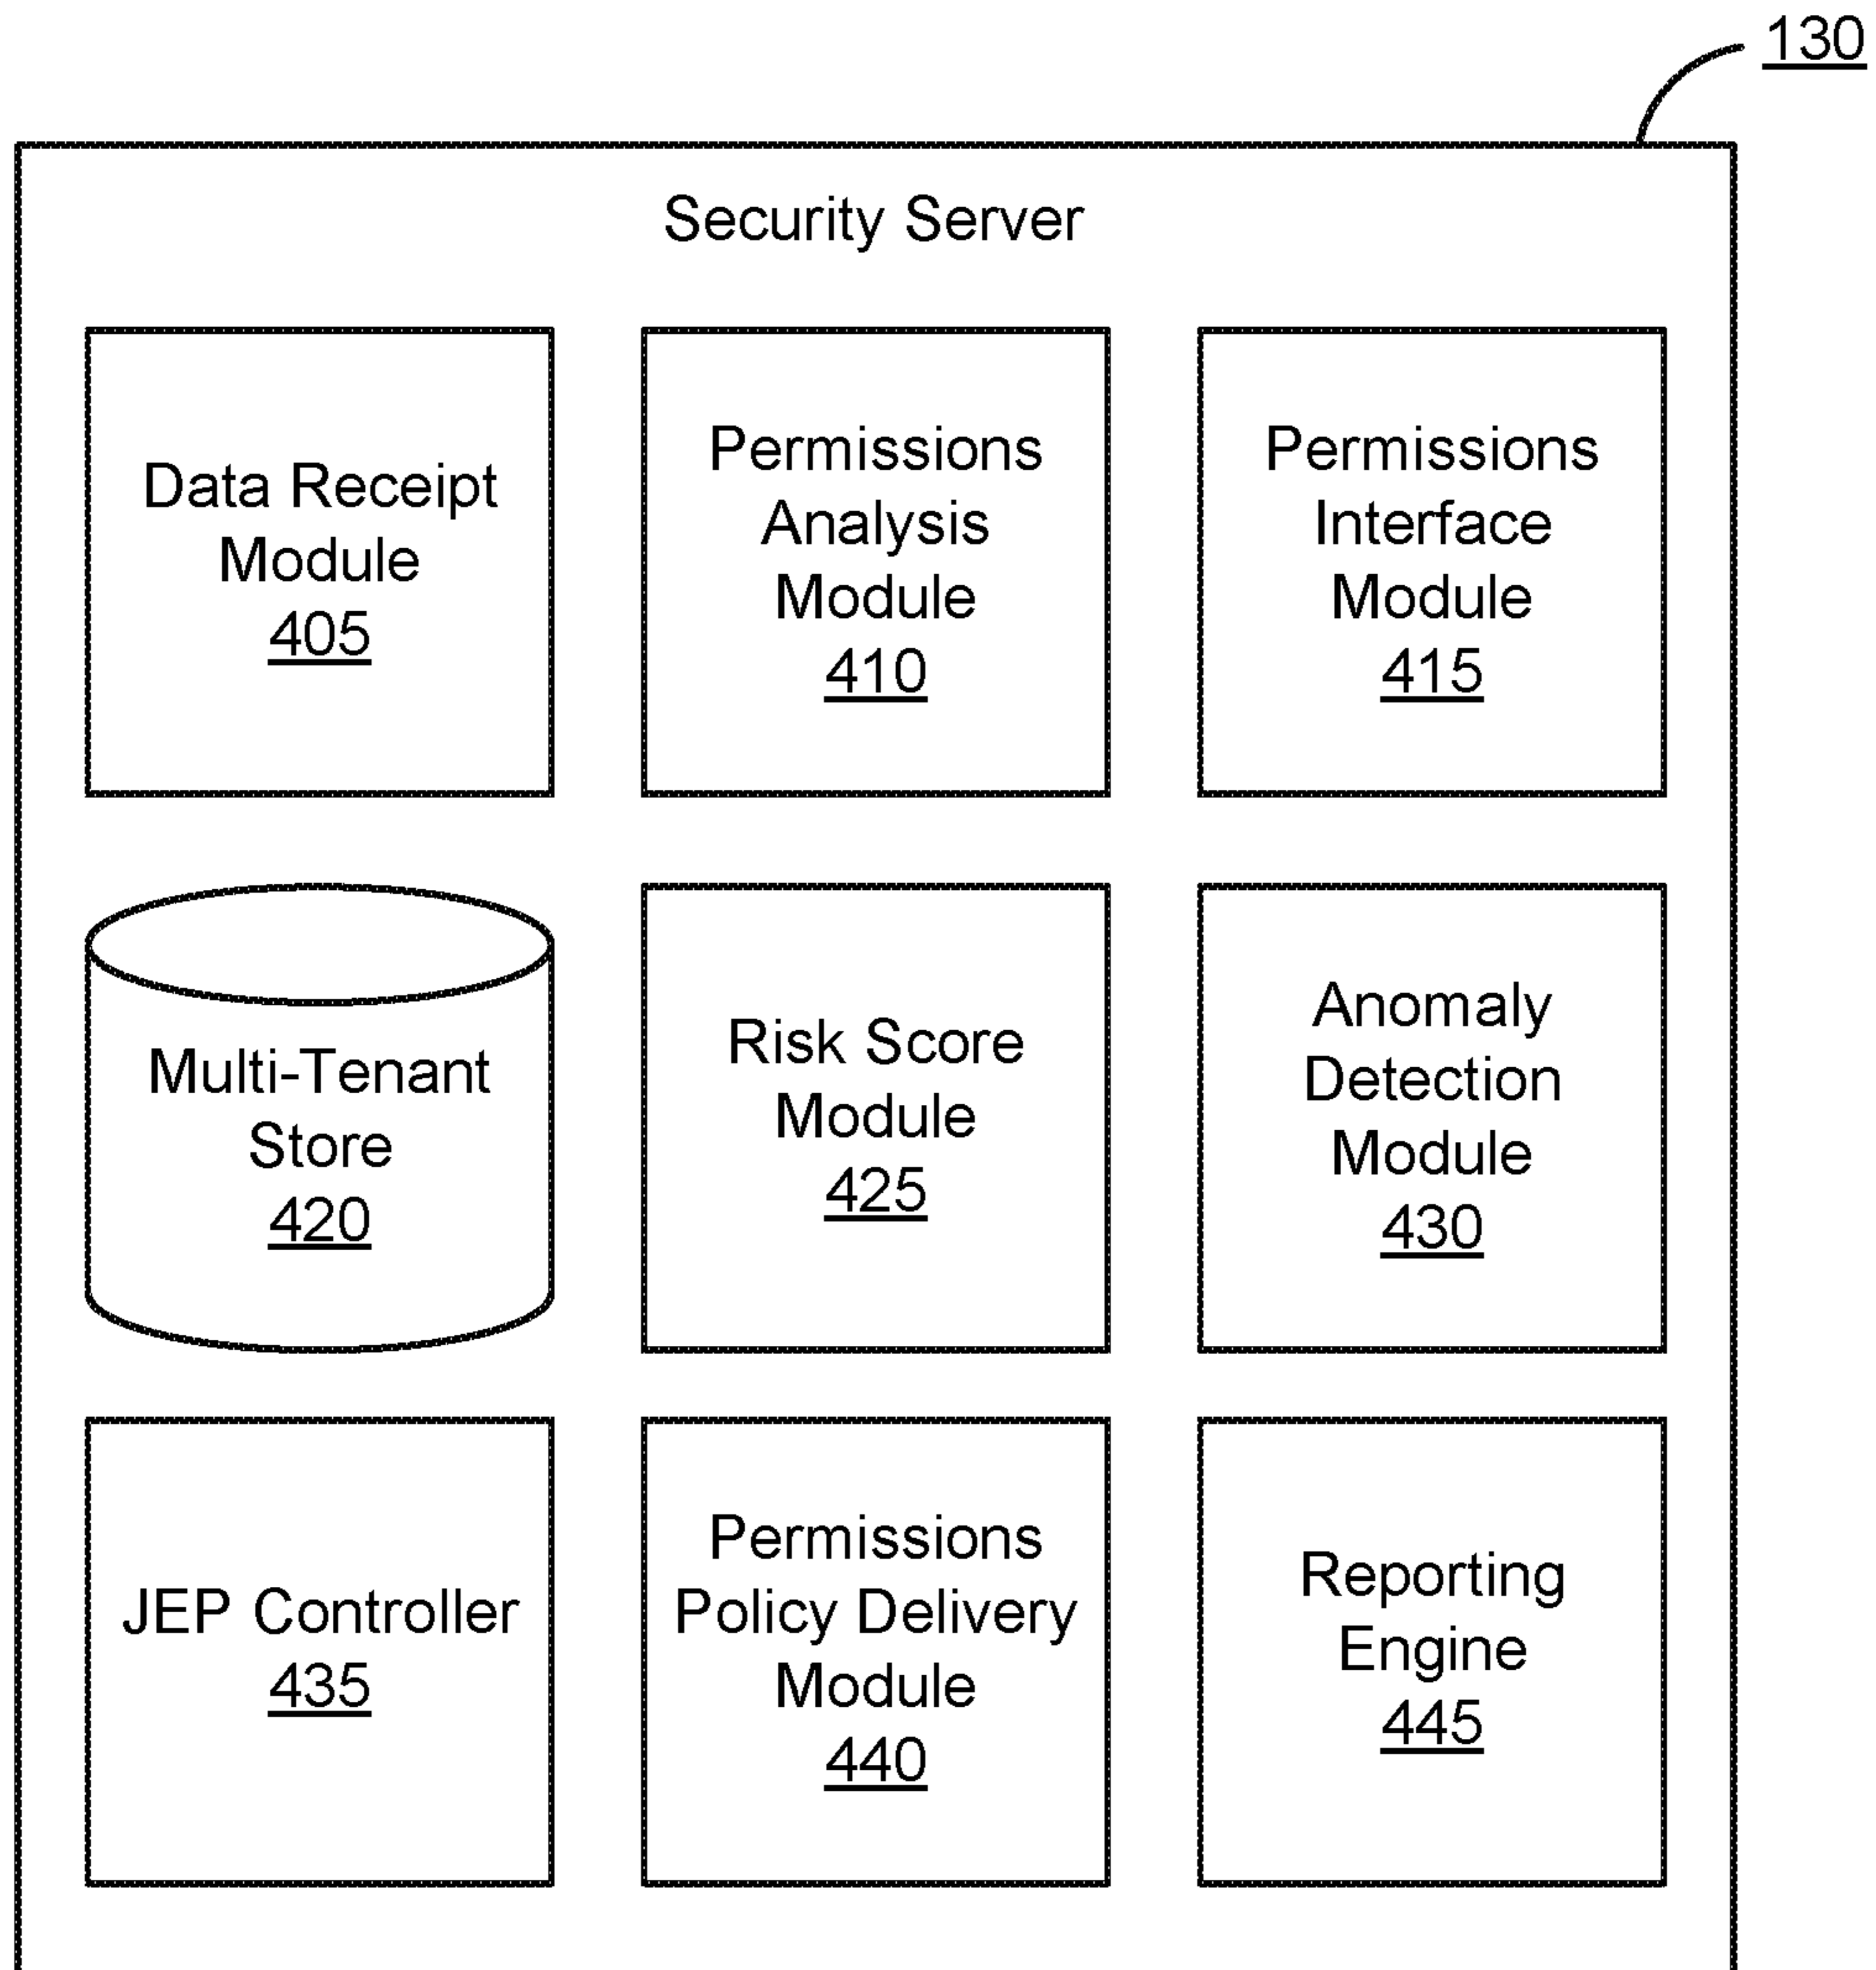 130
Security Server
Data Receipt
Module
405
Permissions
Analysis
Module
410
Permissions
Interface
Module
415
Multi-Tenant
Store
420
Risk Score
Module
425
Anomaly
Detection
Module
430
JEP Controller
435
Permissions
Policy Delivery
Module
440
Reporting
Engine
445